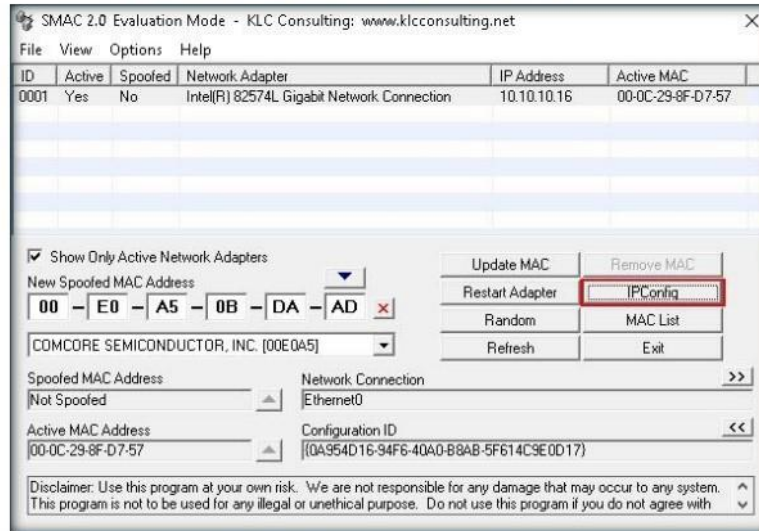 SMAC 2.0 Evaluation Mode - KLC Consulting: www.klcconsulting.net
File View Options Help
ID Active Spoofed Network Adapter IP Address Active MAC
0001 Yes No Intel(R) 82574L Gigabit Network Connection 10.10.10.16 00-0C-29-8F-D7-57
Show Only Active Network Adapters
New Spoofed MAC Address
00 - E0 - A5 - 0B - DA - AD
COMCORE SEMICONDUCTOR, INC. [00E0A5]
Update MAC Remove MAC
Restart Adapter IPConfig
Random MAC List
Refresh Exit
Spoofed MAC Address
Not Spoofed
Network Connection >>
Ethernet0
Active MAC Address
00-0C-29-8F-D7-57
Configuration ID <<
{0A954D16-94F6-40A0-B8AB-5F614C9E0D17}
Disclaimer: Use this program at your own risk. We are not responsible for any damage that may occur to any system.
This program is not to be used for any illegal or unethical purpose. Do not use this program if you do not agree with